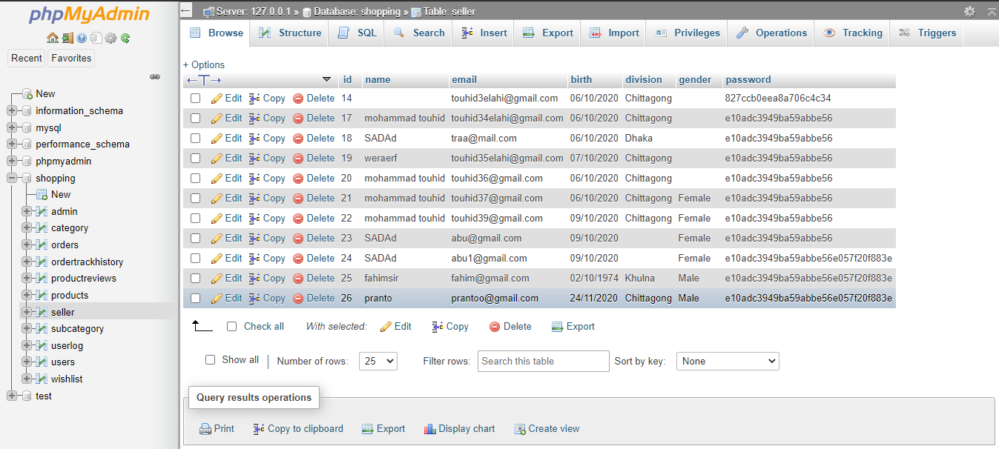 phpMyAdmin
Recent Favorites
New
information_schema
mysql
performance_schema
phpmyadmin
shopping
New
admin
category
orders
ordertrackhistory
productreviews
products
seller
subcategory
userlog
users
wishlist
test
Server: 127.0.0.1 » Database: shopping » Table: seller
Browse Structure SQL Search Insert Export Import Privileges Operations Tracking Triggers
+ Options
←T→ id name email birth division gender password
Edit Copy Delete 14 touhid3elahi@gmail.com 06/10/2020 Chittagong 827ccb0eea8a706c4c34
Edit Copy Delete 17 mohammad touhid touhid34elahi@gmail.com 06/10/2020 Chittagong e10adc3949ba59abbe56
Edit Copy Delete 18 SADAd traa@mail.com 06/10/2020 Dhaka e10adc3949ba59abbe56
Edit Copy Delete 19 weraerf touhid35elahi@gmail.com 07/10/2020 Chittagong e10adc3949ba59abbe56
Edit Copy Delete 20 mohammad touhid touhid36@gmail.com 06/10/2020 Chittagong e10adc3949ba59abbe56
Edit Copy Delete 21 mohammad touhid touhid37@gmail.com 06/10/2020 Chittagong Female e10adc3949ba59abbe56
Edit Copy Delete 22 mohammad touhid touhid39@gmail.com 09/10/2020 Chittagong Female e10adc3949ba59abbe56
Edit Copy Delete 23 SADAd abu@gmail.com 09/10/2020 Female e10adc3949ba59abbe56
Edit Copy Delete 24 SADAd abu1@gmail.com 09/10/2020 Female e10adc3949ba59abbe56e057f20f883e
Edit Copy Delete 25 fahimsir fahim@gmail.com 02/10/1974 Khulna Male e10adc3949ba59abbe56e057f20f883e
Edit Copy Delete 26 pranto prantoo@gmail.com 24/11/2020 Chittagong Male e10adc3949ba59abbe56e057f20f883e
Check all With selected: Edit Copy Delete Export
Show all | Number of rows: 25 Filter rows: Search this table Sort by key: None
Query results operations
Print Copy to clipboard Export Display chart Create view